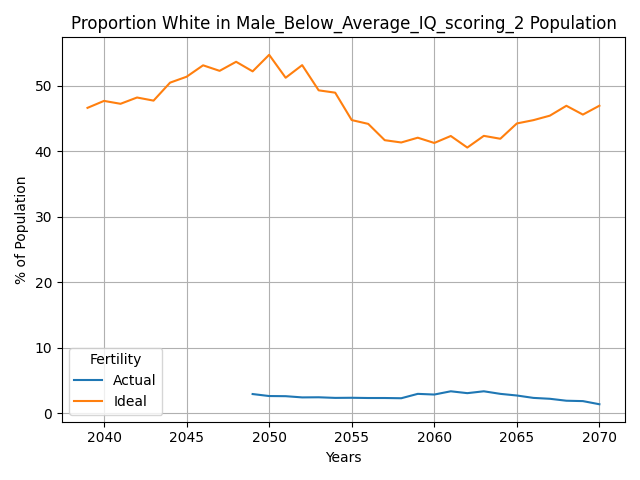 Proportion White in Male_Below_Average_IQ_scoring_2 Population
% of Population
50
40
30
20
10
0
Fertility
Actual
Ideal
2040 2045 2050 2055 2060 2065 2070
Years